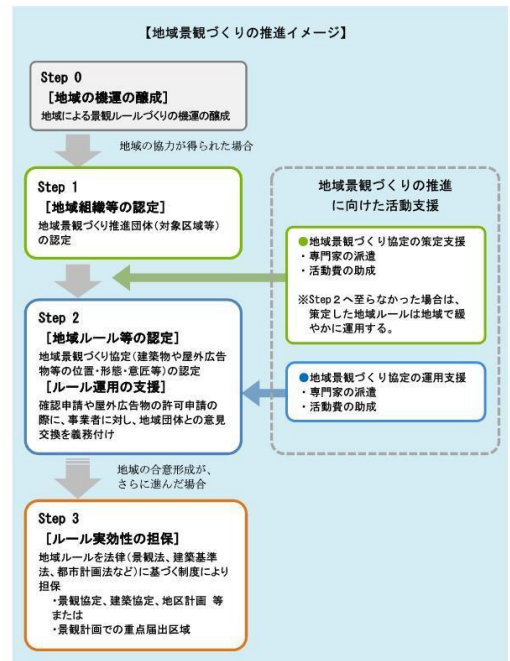 【地域景観づくりの推進イメージ】
Step 0
[地域の機運の醸成]
地域による景観ルールづくりの機運の醸成
地域の協力が得られた場合
Step 1
[地域組織等の認定]
地域景観づくり推進団体(対象区域等)
の認定
地域景観づくりの推進
に向けた活動支援
●地域景観づくり協定の策定支援
・専門家の派遣
・活動費の助成
※Step2へ至らなかった場合は、
策定した地域ルールは地域で緩
やかに運用する。
Step 2
[地域ルール等の認定]
地域景観づくり協定(建築物や屋外広告
物等の位置・形態・意匠等)の認定
[ルール運用の支援]
確認申請や屋外広告物の許可申請の
際に、事業者に対し、地域団体との意見
交換を義務付け
●地域景観づくり協定の運用支援
・専門家の派遣
・活動費の助成
地域の合意形成が、
さらに進んだ場合
Step 3
[ルール実効性の担保]
地域ルールを法律(景観法、建築基準
法、都市計画法など)に基づく制度により
担保
・景観協定、建築協定、地区計画 等
または
・景観計画での重点届出区域